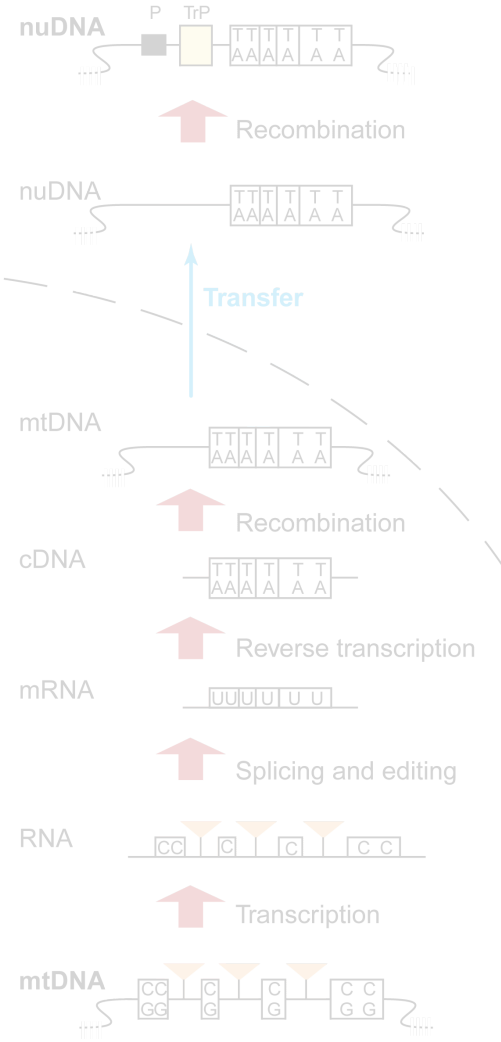 P TrP
nuDNA
TT T T T T
AA A A A A
Recombination
nuDNA
TT T T T T
AA A A A A
Transfer
mtDNA
TT T T T T
AA A A A A
Recombination
cDNA
TT T T T T
AA A A A A
Reverse transcription
mRNA
UU U U U U
Splicing and editing
RNA
CC C C C C
Transcription
mtDNA
CC C C C C
GG G G G G